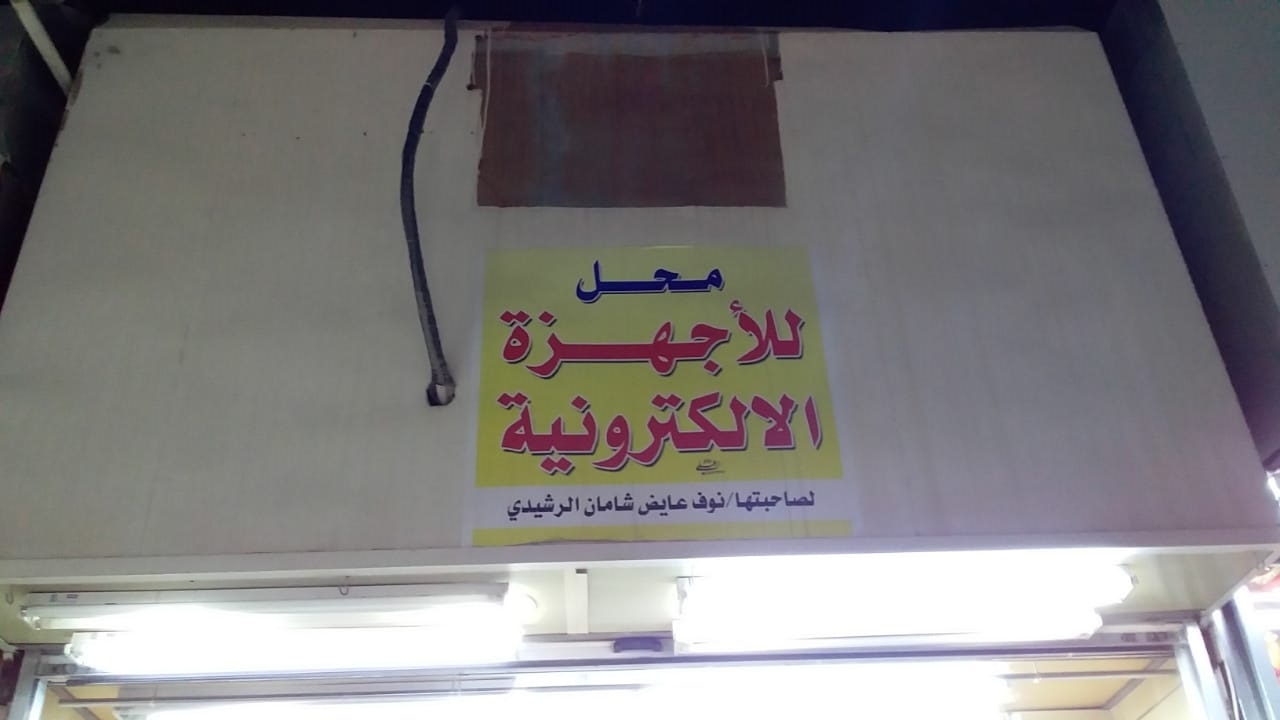 محل
للأجهزة
الالكترونية
لصاحبتها/نوف عايض شامان الرشيدي